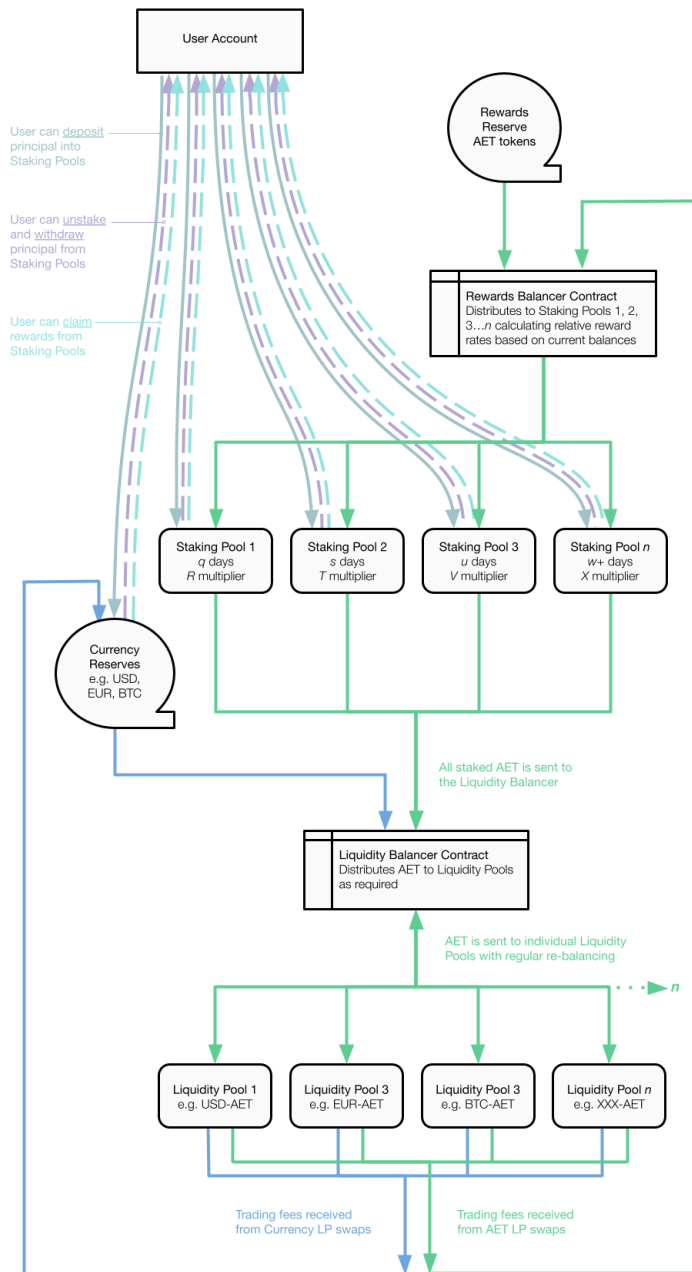 User Account
User can deposit
principal into
Staking Pools
User can unstake
and withdraw
principal from
Staking Pools
User can claim
rewards from
Staking Pools
Rewards
Reserve
AET tokens
Rewards Balancer Contract
Distributes to Staking Pools 1, 2,
3...n calculating relative reward
rates based on current balances
Staking Pool 1
q days
R multiplier
Staking Pool 2
s days
T multiplier
Staking Pool 3
u days
V multiplier
Staking Pool n
w+ days
X multiplier
Currency
Reserves
e.g. USD,
EUR, BTC
All staked AET is sent to
the Liquidity Balancer
Liquidity Balancer Contract
Distributes AET to Liquidity Pools
as required
AET is sent to individual Liquidity
Pools with regular re-balancing
n
Liquidity Pool 1
e.g. USD-AET
Liquidity Pool 3
e.g. EUR-AET
Liquidity Pool 3
e.g. BTC-AET
Liquidity Pool n
e.g. XXX-AET
Trading fees received
from Currency LP swaps
Trading fees received
from AET LP swaps